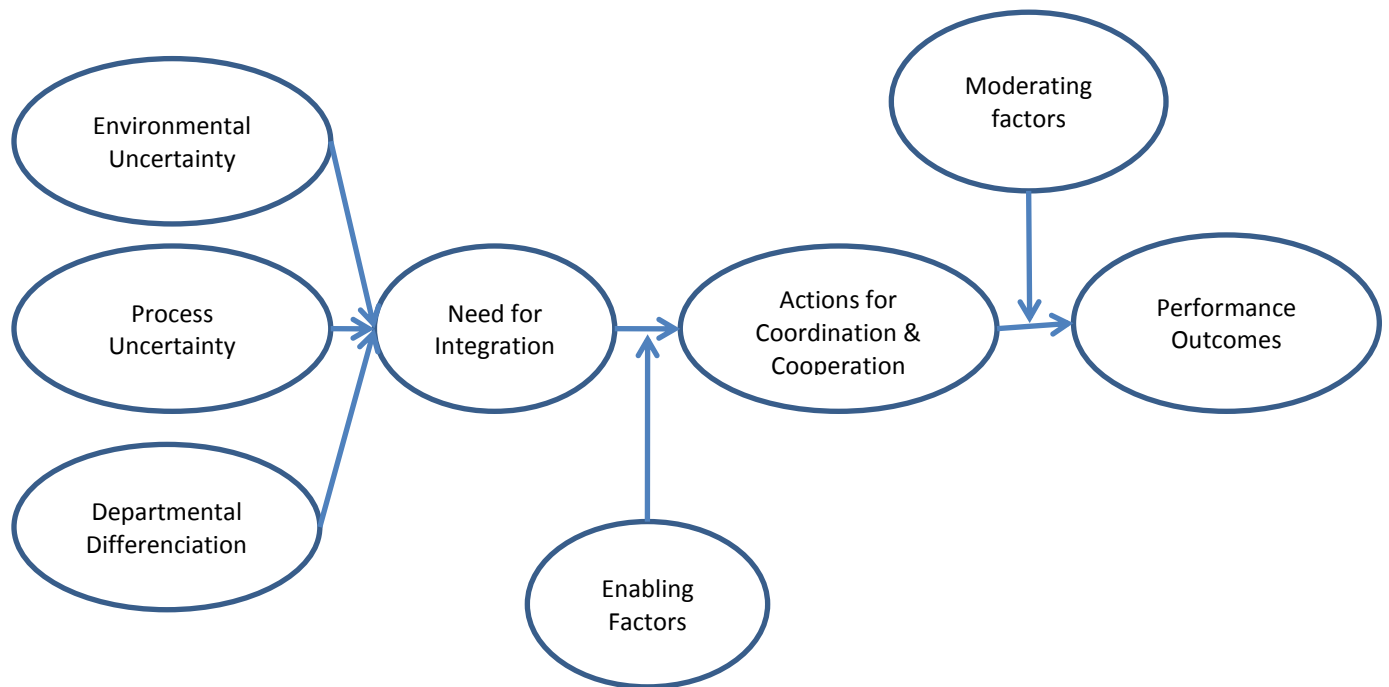 Environmental
Uncertainty
Process
Uncertainty
Departmental
Differenciation
Need for
Integration
Enabling
Factors
Actions for
Coordination &
Cooperation
Moderating
factors
Performance
Outcomes